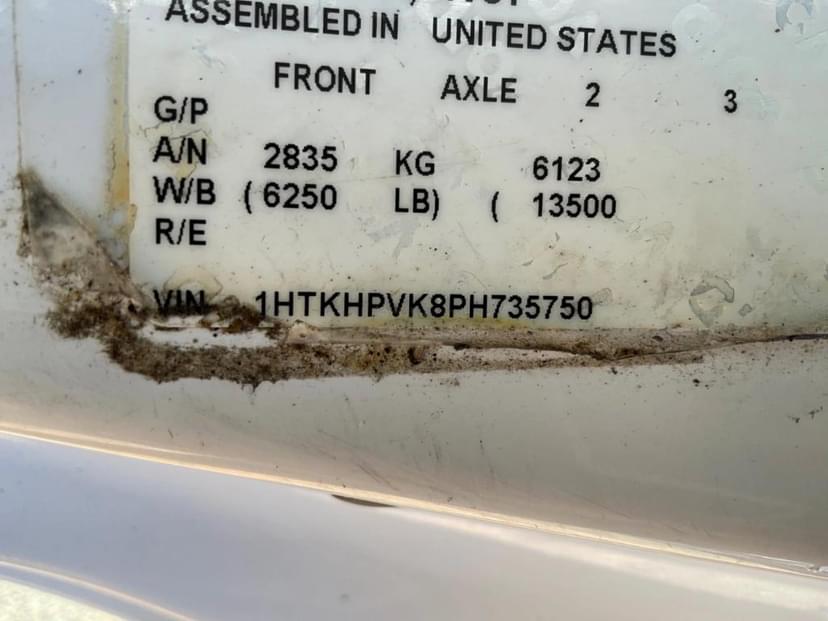 ASSEMBLED IN UNITED STATES
FRONT AXLE 2 3
G/P
A/N 2835 KG 6123
W/B ( 6250 LB) ( 13500
R/E
VIN 1HTKHPVK8PH735750